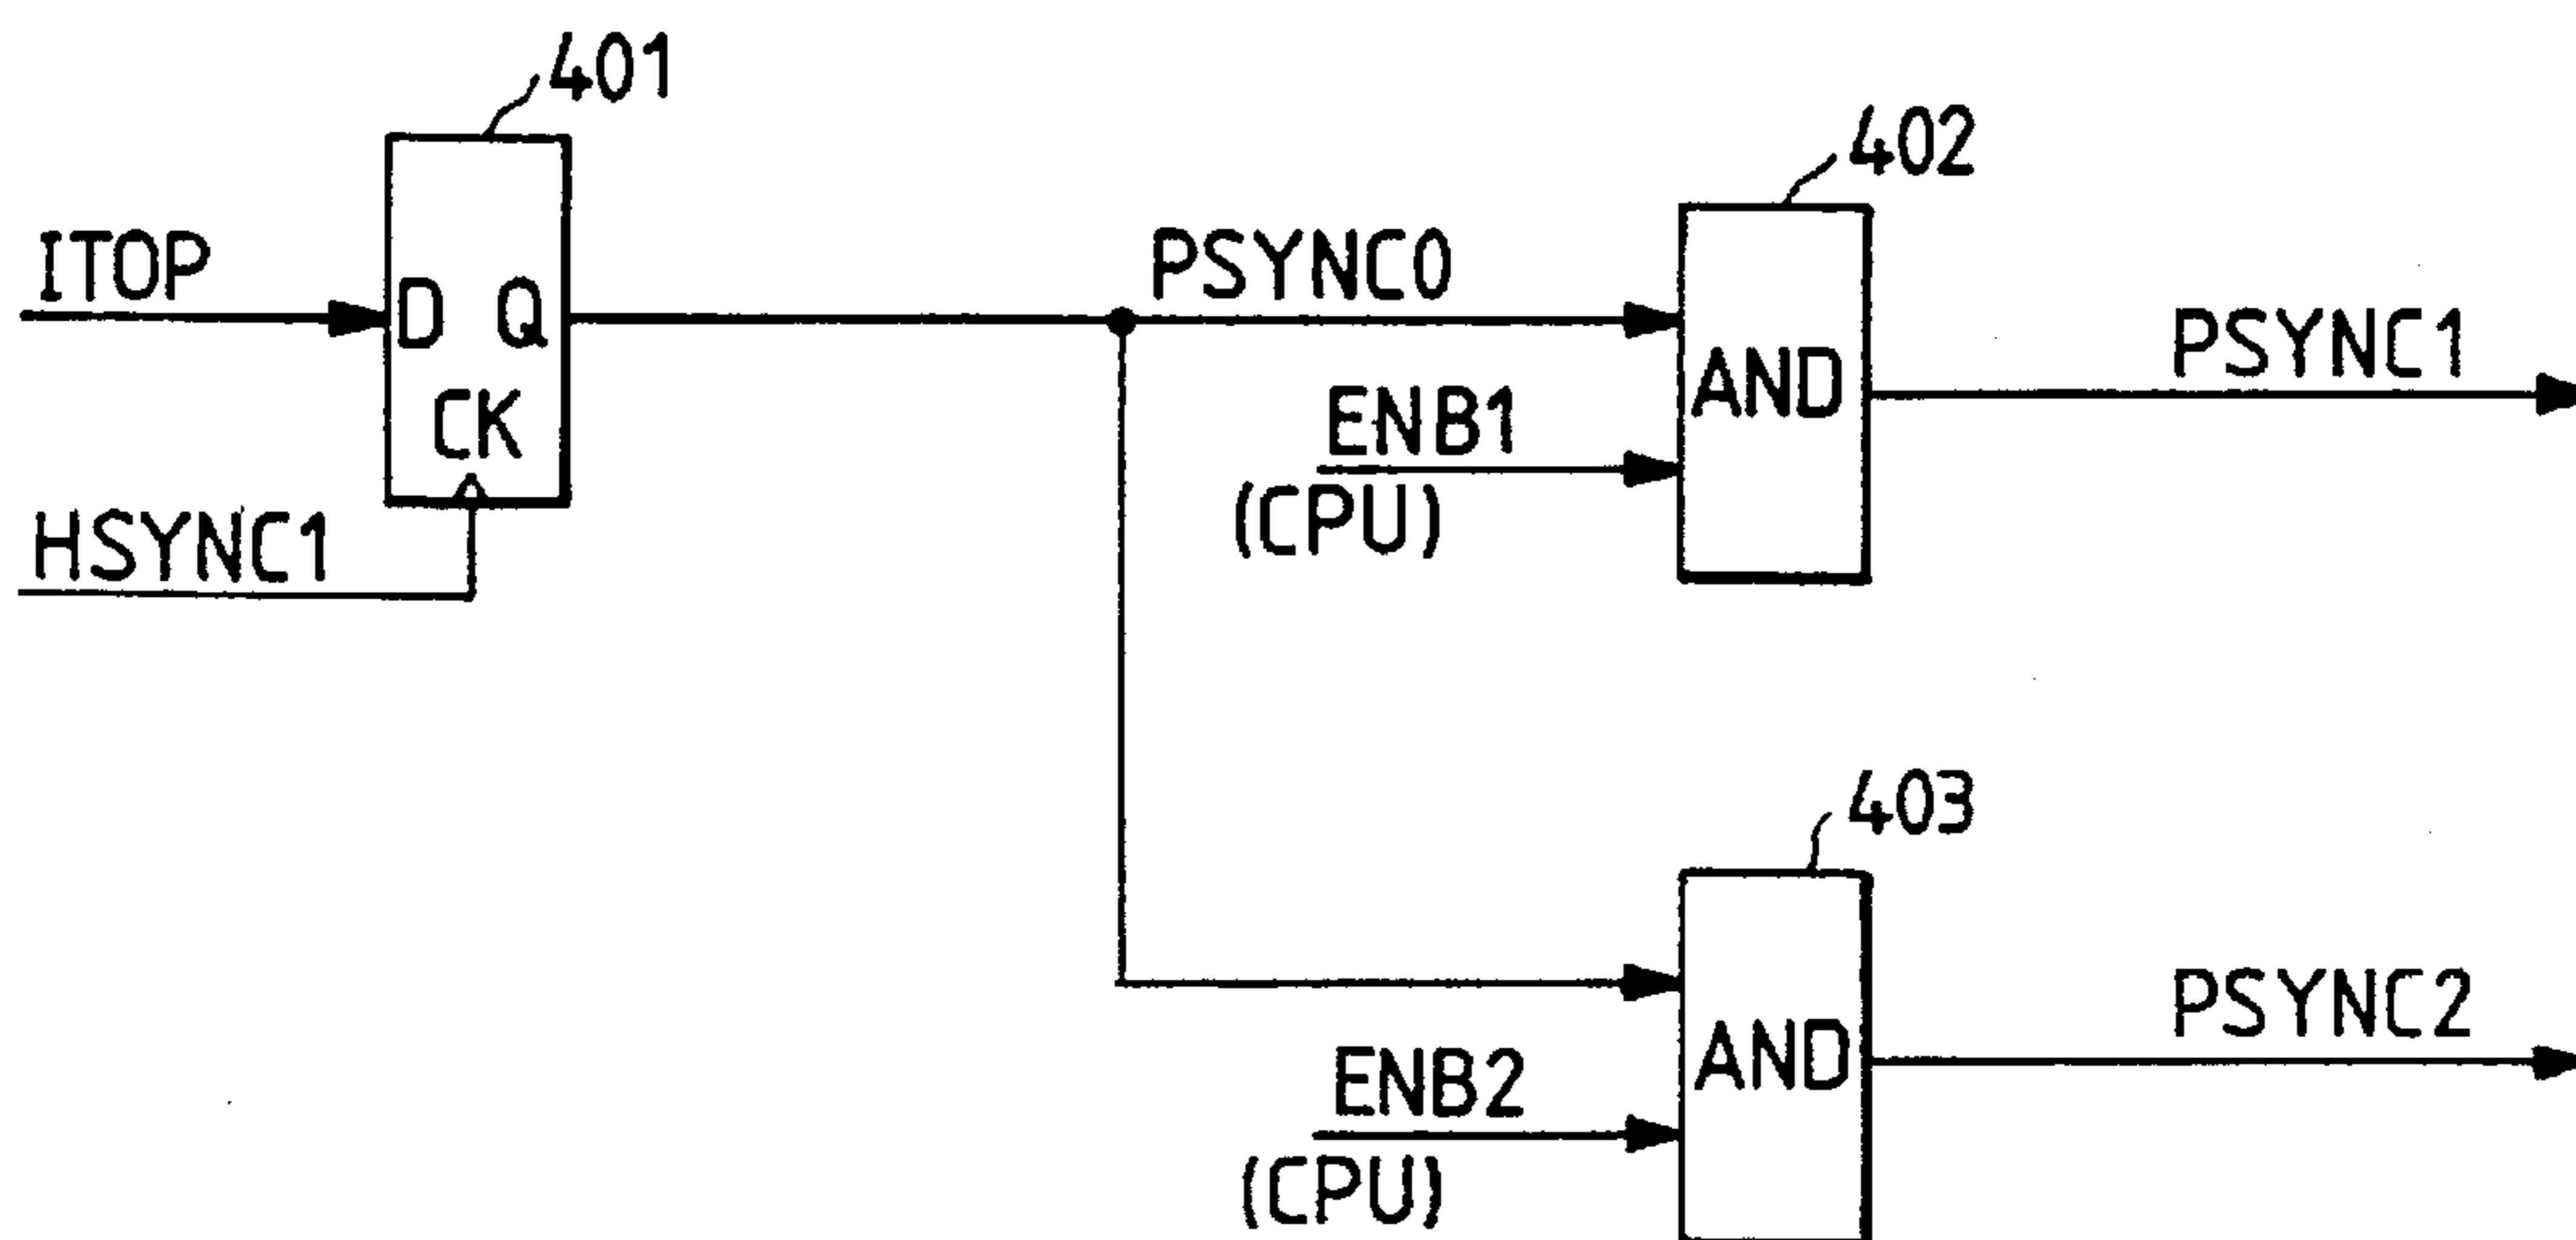 401
402
ITOP
PSYNC0
D Q
PSYNC1
AND
CK
ENB1
HSYNC1
(CPU)
403
PSYNC2
AND
ENB2
(CPU)